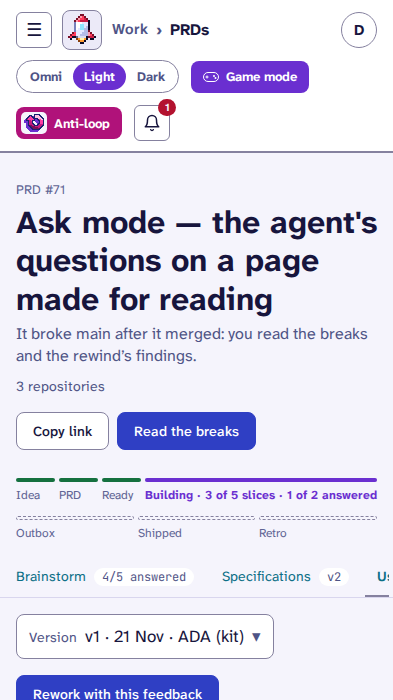 Work › PRDs
D
Omni Light Dark
Game mode
Anti-loop
1
PRD #71
Ask mode — the agent's
questions on a page
made for reading
It broke main after it merged: you read the breaks
and the rewind's findings.
3 repositories
Copy link
Read the breaks
Idea PRD Ready Building · 3 of 5 slices · 1 of 2 answered
Outbox Shipped Retro
Brainstorm 4/5 answered Specifications v2
Version v1 · 21 Nov · ADA (kit) ▼
Rework with this feedback